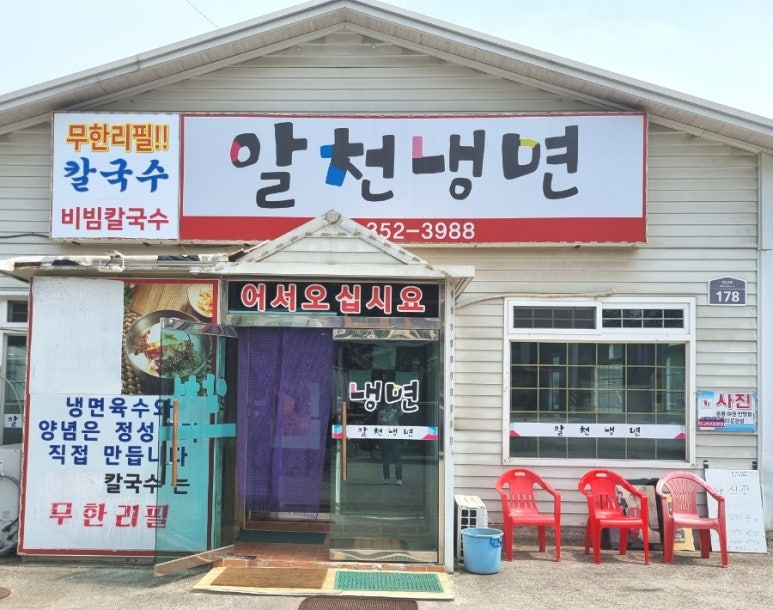 무한리필!!
칼국수
비빔칼국수
알천냉면
352-3988
어서오십시요
178
냉면육수와
양념은 정성
직접 만듭니다
칼국수는
무한리필
냉면
알천냉면
알천냉면
사진